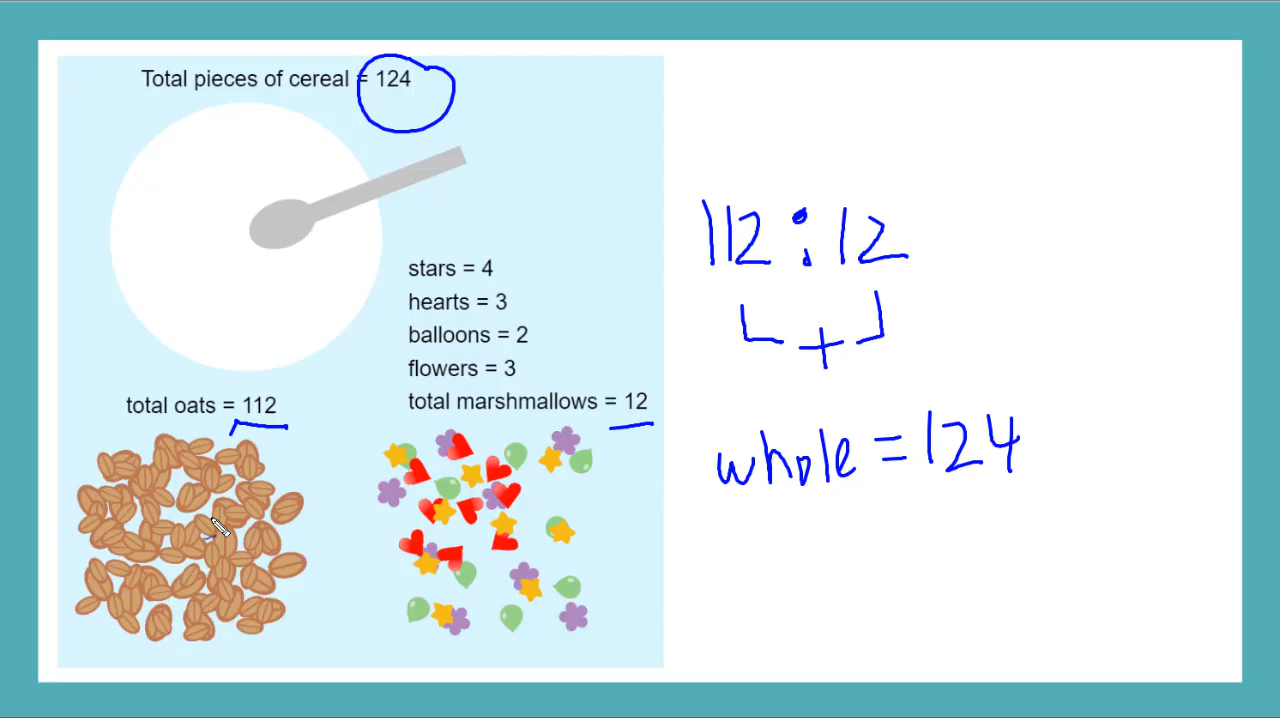 Total pieces of cereal = 124
stars = 4
hearts = 3
balloons = 2
flowers = 3
total marshmallows = 12
total oats = 112
112 : 12
+
whole = 124